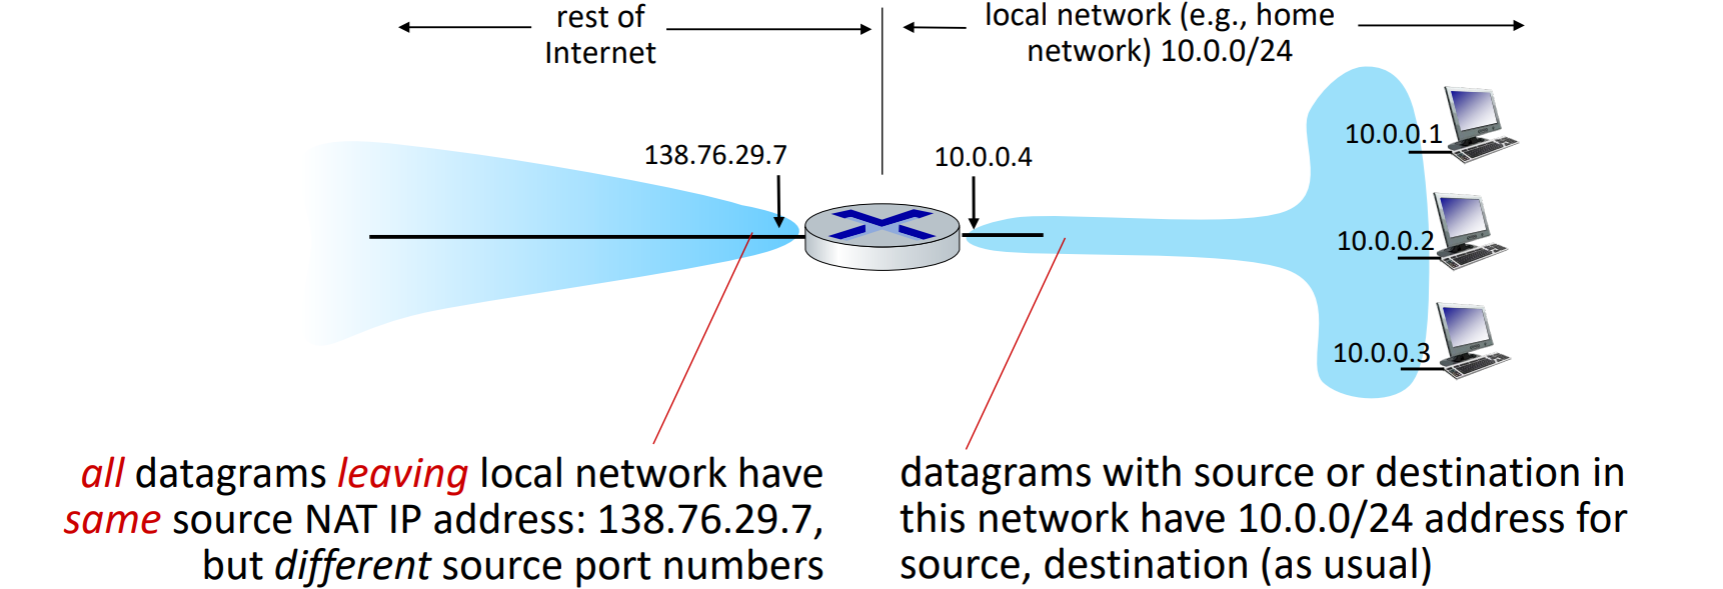 rest of
Internet
local network (e.g., home
network) 10.0.0/24
138.76.29.7
10.0.0.4
10.0.0.1
10.0.0.2
10.0.0.3
all datagrams leaving local network have
same source NAT IP address: 138.76.29.7,
but different source port numbers
datagrams with source or destination in
this network have 10.0.0/24 address for
source, destination (as usual)